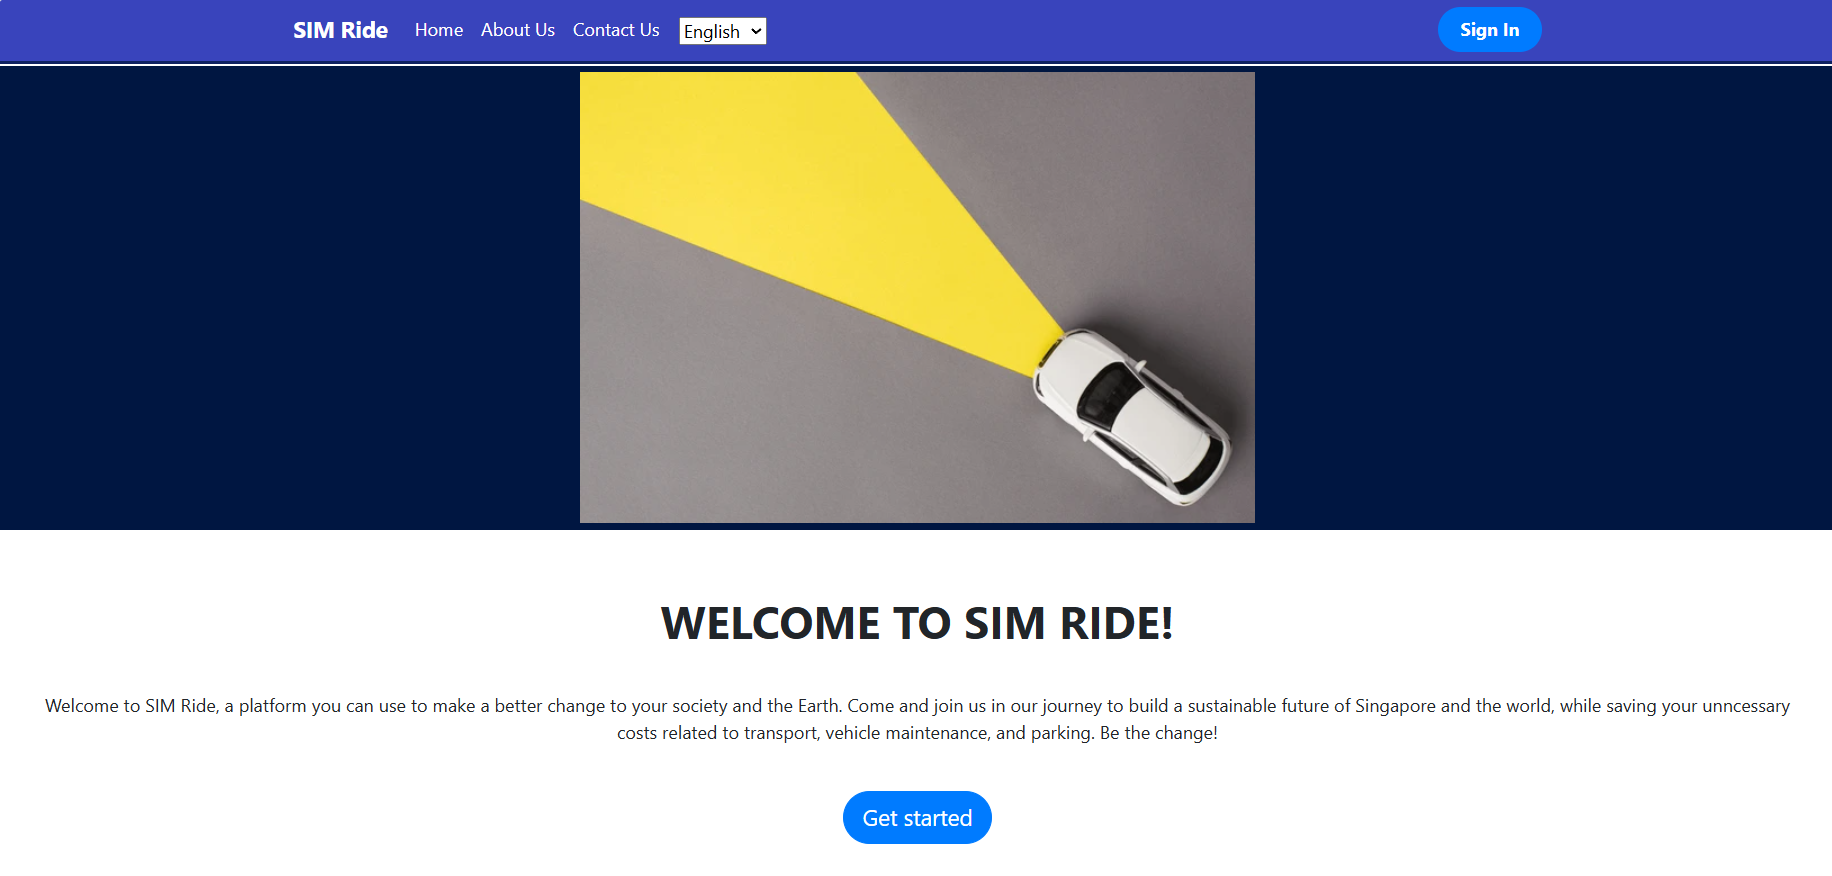 SIM Ride Home About Us Contact Us English Sign In
WELCOME TO SIM RIDE!
Welcome to SIM Ride, a platform you can use to make a better change to your society and the Earth. Come and join us in our journey to build a sustainable future of Singapore and the world, while saving your unncessary
costs related to transport, vehicle maintenance, and parking. Be the change!
Get started